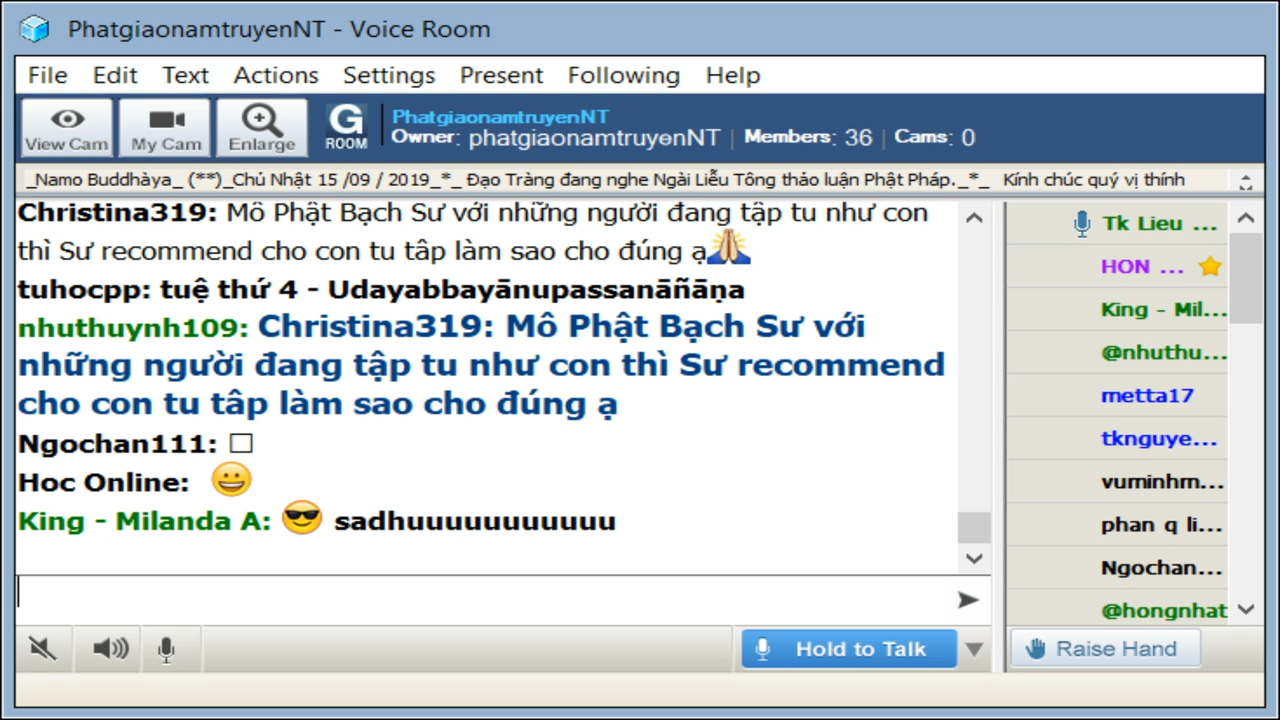 PhatgiaonamtruyenNT - Voice Room
File Edit Text Actions Settings Present Following Help
View Cam My Cam Enlarge G ROOM
PhatgiaonamtruyenNT
Owner: phatgiaonamtruyenNT | Members: 36 | Cams: 0
_Namo Buddhàya_ (**)_Chủ Nhật 15 /09 / 2019_*_ Đạo Tràng đang nghe Ngài Liễu Tông thảo luận Phật Pháp._*_ Kính chúc quý vị thính
Christina319: Mô Phật Bạch Sư với những người đang tập tu như con
thì Sư recommend cho con tu tâp làm sao cho đúng ạ🙏
tuhocpp: tuệ thứ 4 - Udayabbayānupassanāñāṇa
nhuthuynh109: Christina319: Mô Phật Bạch Sư với
những người đang tập tu như con thì Sư recommend
cho con tu tâp làm sao cho đúng ạ
Ngochan111: □
Hoc Online: 😀
King - Milanda A: 😎 sadhuuuuuuuuuuu
Hold to Talk
Tk Lieu ...
HON ...
King - Mil...
@nhuthu...
metta17
tknguye...
vuminhm...
phan q li...
Ngochan...
@hongnhat
Raise Hand